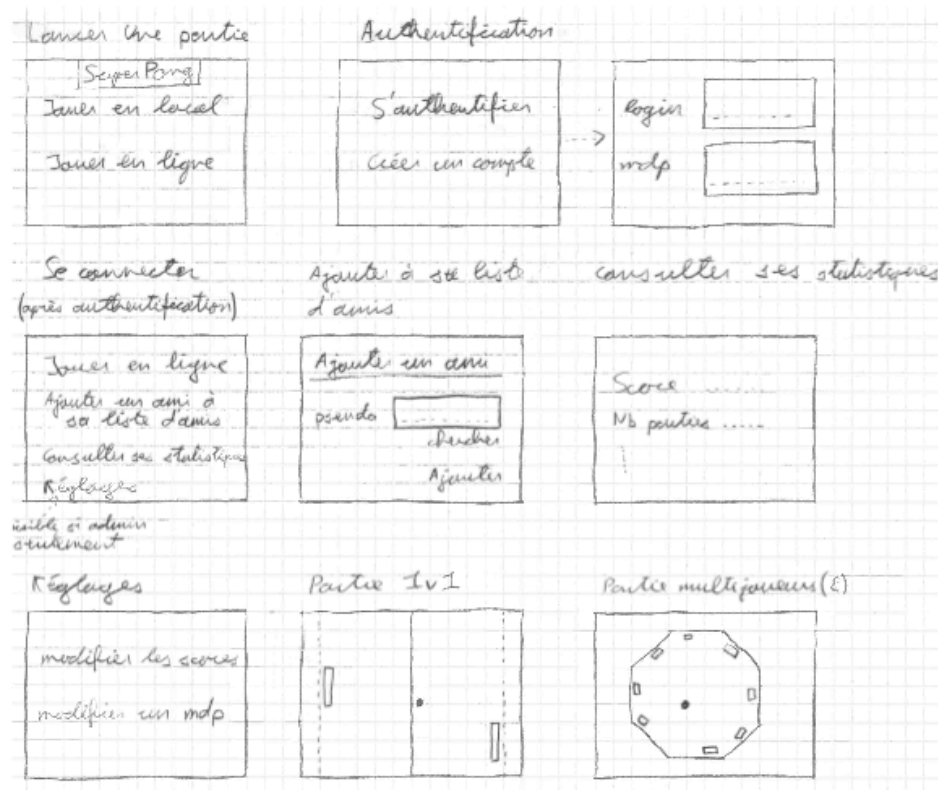 Lancer une partie
Super Pong
Jouer en local
Jouer en ligne
Authentification
S'authentifier
Créer un compte
login
mdp
Se connecter
(après authentification)
Jouer en ligne
Ajouter un ami à
sa liste d'amis
Consulter ses statistiques
Réglages
visible si admin
seulement
Ajouter à sa liste
d'amis
Ajouter un ami
pseudo
chercher
Ajouter
consulter ses statistiques
Score ......
Nb parties .....
Réglages
modifier les scores
modifier un mdp
Partie 1v1
Partie multijoueurs